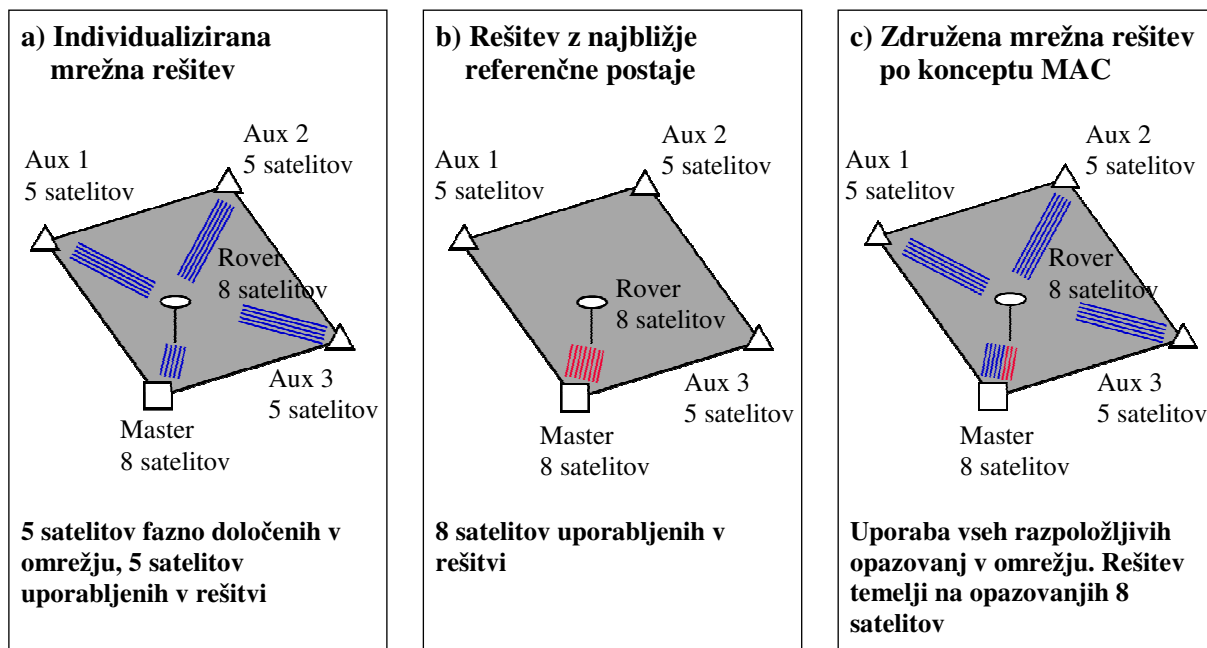 a) Individualizirana
mrežna rešitev
Aux 2
5 satelitov
Aux 1
5 satelitov
Rover
8 satelitov
Aux 3
5 satelitov
Master
8 satelitov
5 satelitov fazno določenih v
omrežju, 5 satelitov
uporabljenih v rešitvi
b) Rešitev z najbližje
referenčne postaje
Aux 2
5 satelitov
Aux 1
5 satelitov
Rover
8 satelitov
Aux 3
5 satelitov
Master
8 satelitov
8 satelitov uporabljenih v
rešitvi
c) Združena mrežna rešitev
po konceptu MAC
Aux 2
5 satelitov
Aux 1
5 satelitov
Rover
8 satelitov
Aux 3
5 satelitov
Master
8 satelitov
Uporaba vseh razpoložljivih
opazovanj v omrežju. Rešitev
temelji na opazovanjih 8
satelitov